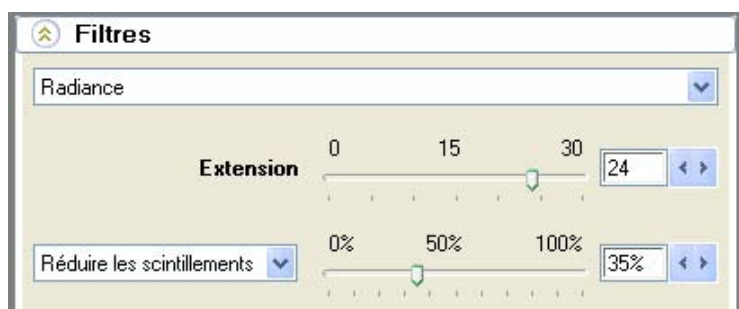 Filtres
Radiance
0 15 30
Extension 24
0% 50% 100%
Réduire les scintillements 35%